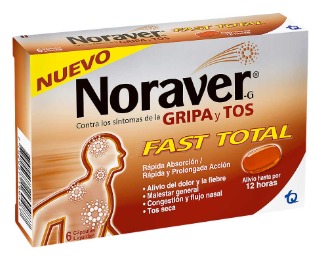 NUEVO
Noraver®-G
Contra los síntomas de la GRIPA y TOS
FAST TOTAL
Rápida Absorción /
Rápida y Prolongada Acción
• Alivio del dolor y la fiebre
• Malestar general
• Congestión y flujo nasal
• Tos seca
Alivio hasta por
12 horas
6 Cápsulas